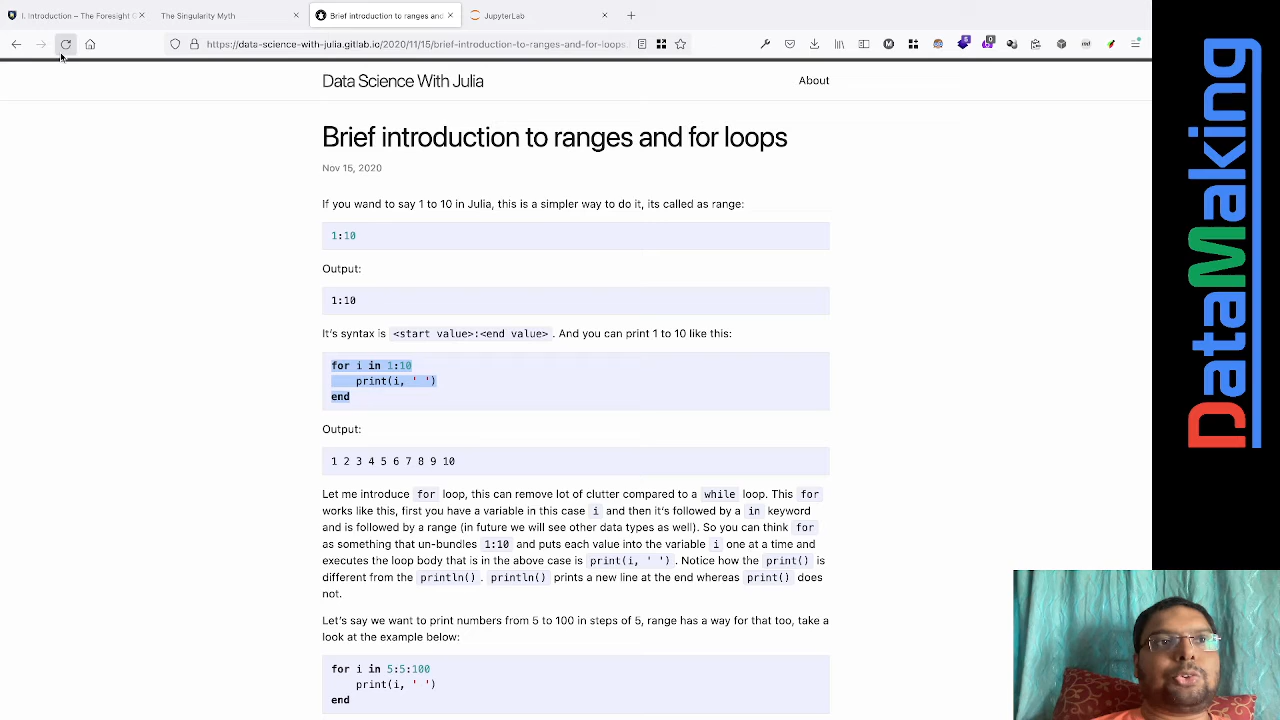 I. Introduction – The Foresight
The Singularity Myth
Brief introduction to ranges and
JupyterLab
https://data-science-with-julia.gitlab.io/2020/11/15/brief-introduction-to-ranges-and-for-loops
Data Science With Julia
About
Brief introduction to ranges and for loops
Nov 15, 2020
If you wand to say 1 to 10 in Julia, this is a simpler way to do it, its called as range:
1:10
Output:
1:10
It's syntax is <start value>:<end value> . And you can print 1 to 10 like this:
for i in 1:10
print(i, ' ')
end
Output:
1 2 3 4 5 6 7 8 9 10
Let me introduce for loop, this can remove lot of clutter compared to a while loop. This for
works like this, first you have a variable in this case i and then it's followed by a in keyword
and is followed by a range (in future we will see other data types as well). So you can think for
as something that un-bundles 1:10 and puts each value into the variable i one at a time and
executes the loop body that is in the above case is print(i, ' ') . Notice how the print() is
different from the println() . println() prints a new line at the end whereas print() does
not.
Let's say we want to print numbers from 5 to 100 in steps of 5, range has a way for that too, take a
look at the example below:
for i in 5:5:100
print(i, ' ')
end
DataMaking